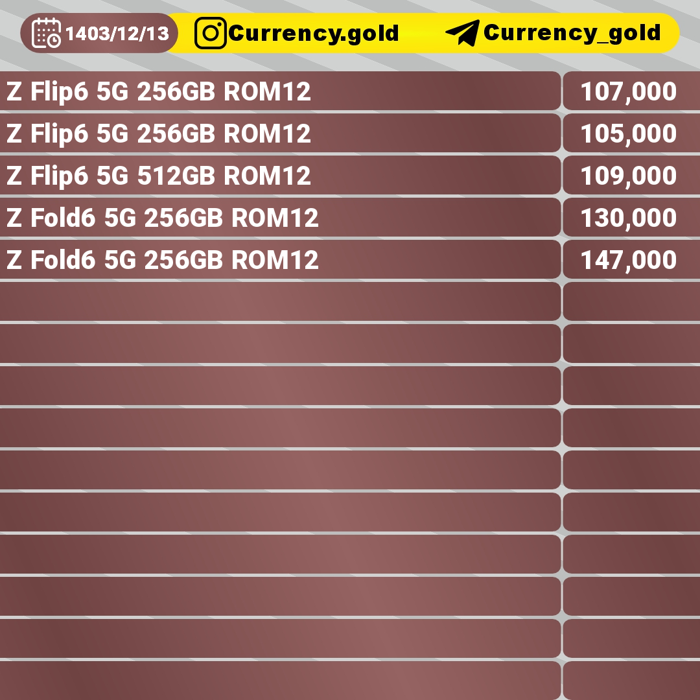 1403/12/13 Currency.gold Currency_gold
Z Flip6 5G 256GB ROM12 107,000
Z Flip6 5G 256GB ROM12 105,000
Z Flip6 5G 512GB ROM12 109,000
Z Fold6 5G 256GB ROM12 130,000
Z Fold6 5G 256GB ROM12 147,000